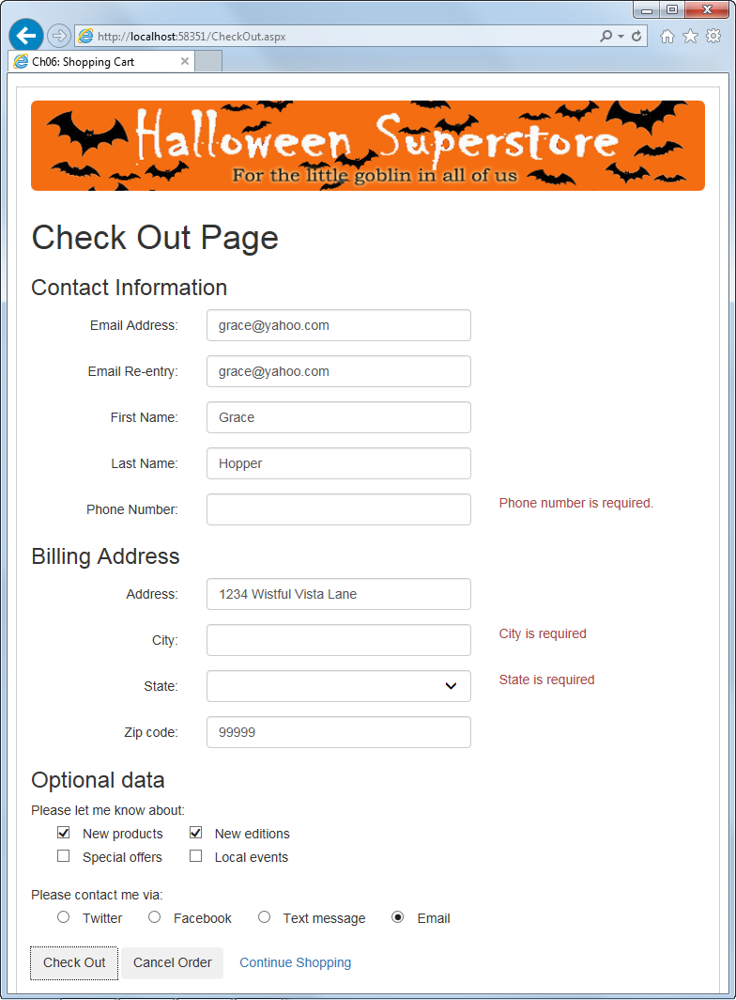 http://localhost:58351/CheckOut.aspx
Ch06: Shopping Cart
Halloween Superstore
For the little goblin in all of us
Check Out Page
Contact Information
Email Address: grace@yahoo.com
Email Re-entry: grace@yahoo.com
First Name: Grace
Last Name: Hopper
Phone Number: Phone number is required.
Billing Address
Address: 1234 Wistful Vista Lane
City: City is required
State: State is required
Zip code: 99999
Optional data
Please let me know about:
New products New editions
Special offers Local events
Please contact me via:
Twitter Facebook Text message Email
Check Out Cancel Order Continue Shopping